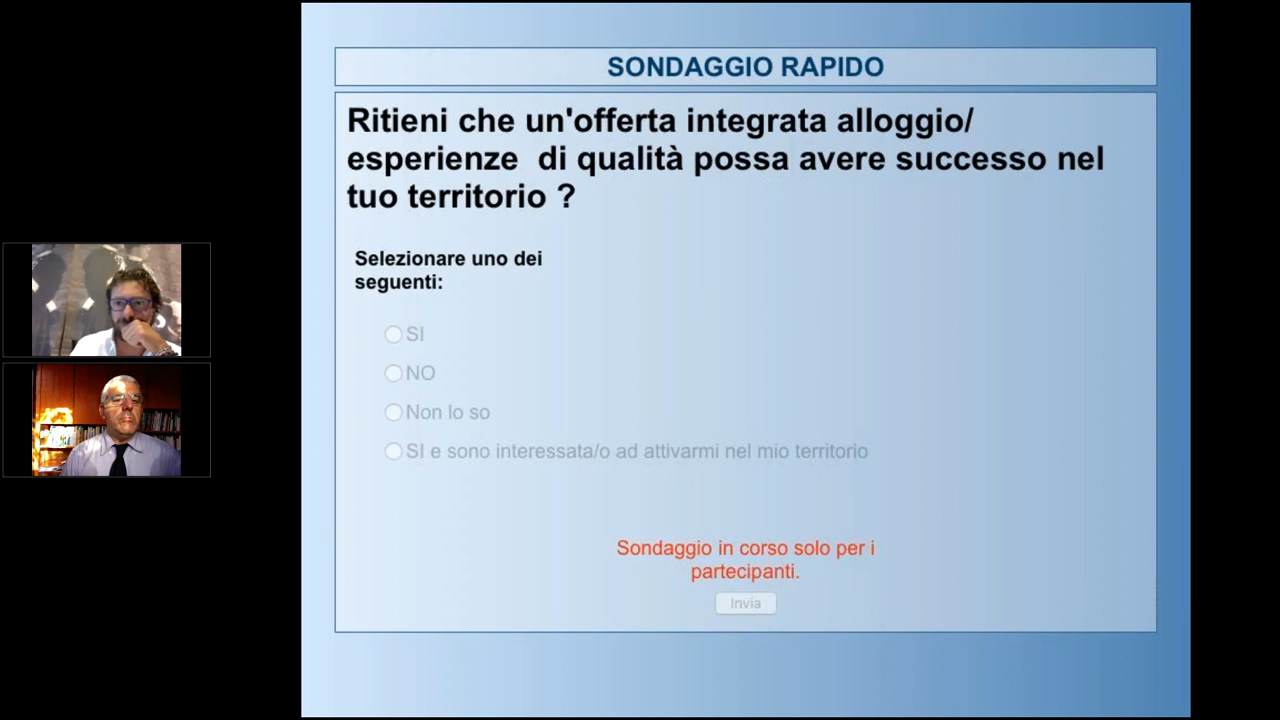 SONDAGGIO RAPIDO
Ritieni che un'offerta integrata alloggio/
esperienze di qualità possa avere successo nel
tuo territorio ?
Selezionare uno dei
seguenti:
SI
NO
Non lo so
SI e sono interessata/o ad attivarmi nel mio territorio
Sondaggio in corso solo per i
partecipanti.
Invia